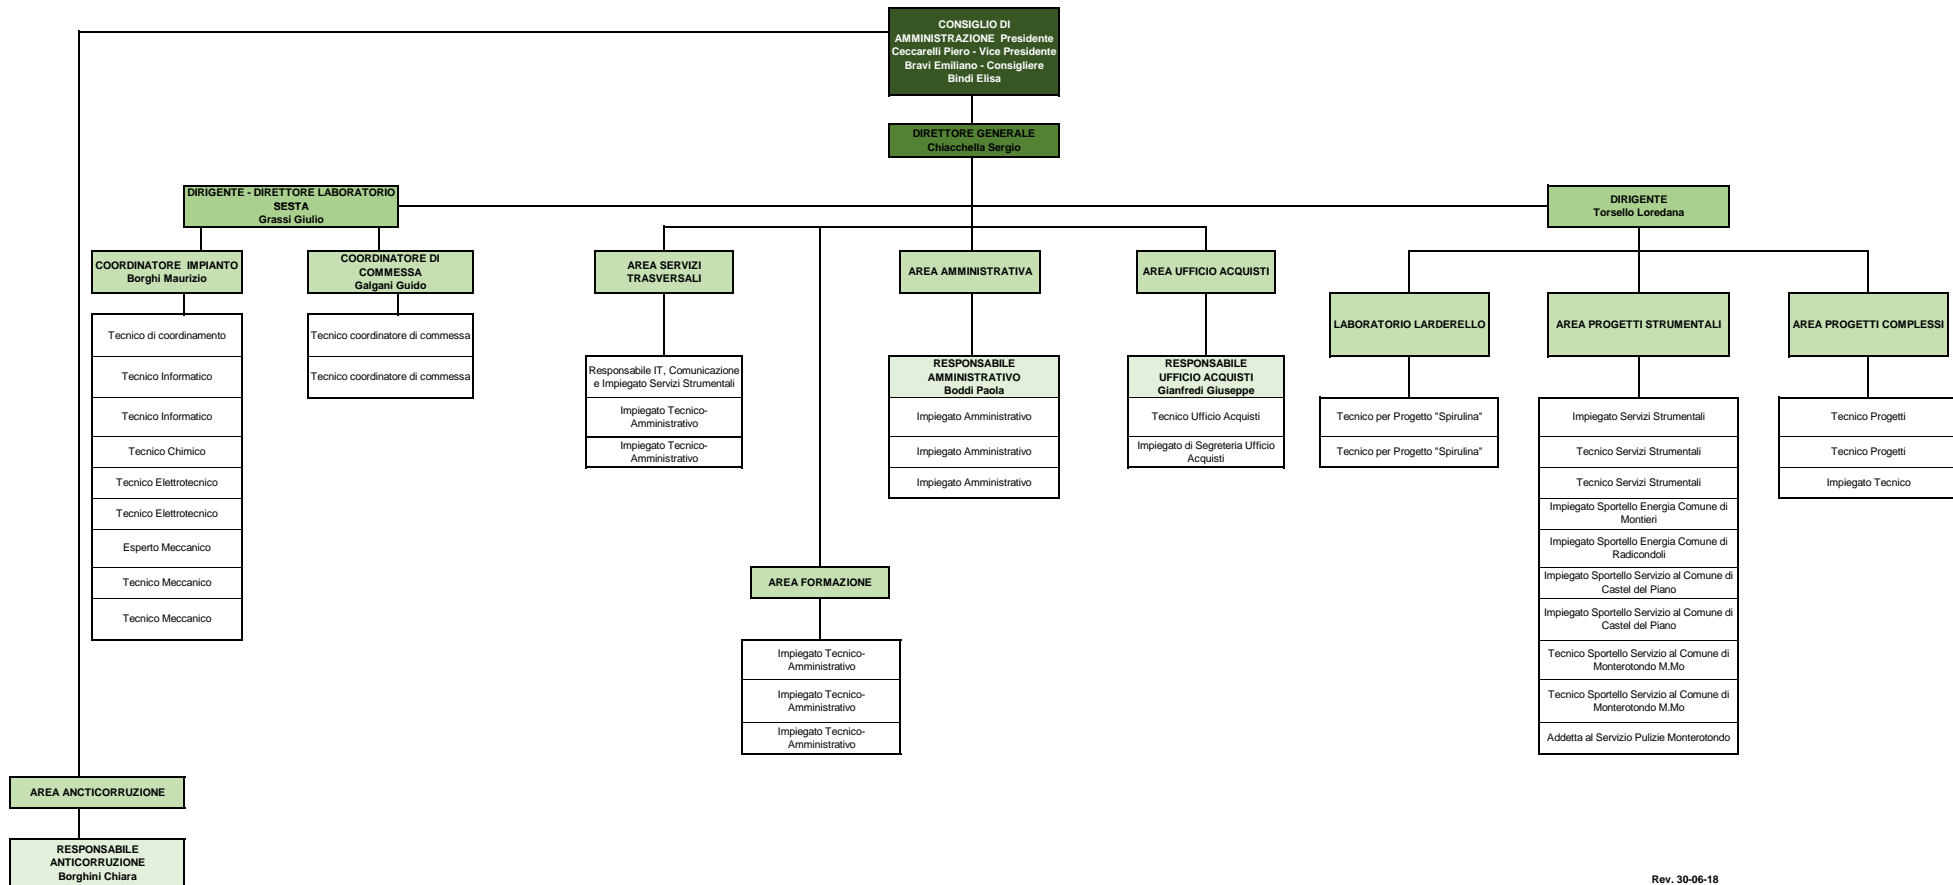 CONSIGLIO DI
AMMINISTRAZIONE Presidente
Ceccarelli Piero - Vice Presidente
Bravi Emiliano - Consigliere
Bindi Elisa
DIRETTORE GENERALE
Chiacchella Sergio
DIRIGENTE - DIRETTORE LABORATORIO
SESTA
Grassi Giulio
DIRIGENTE
Torsello Loredana
COORDINATORE IMPIANTO
Borghi Maurizio
COORDINATORE DI
COMMESSA
Galgani Guido
AREA SERVIZI
TRASVERSALI
AREA AMMINISTRATIVA
AREA UFFICIO ACQUISTI
LABORATORIO LARDERELLO
AREA PROGETTI STRUMENTALI
AREA PROGETTI COMPLESSI
Tecnico di coordinamento
Tecnico Informatico
Tecnico Informatico
Tecnico Chimico
Tecnico Elettrotecnico
Tecnico Elettrotecnico
Esperto Meccanico
Tecnico Meccanico
Tecnico Meccanico
Tecnico coordinatore di commessa
Tecnico coordinatore di commessa
Responsabile IT, Comunicazione
e Impiegato Servizi Strumentali
Impiegato Tecnico-
Amministrativo
Impiegato Tecnico-
Amministrativo
RESPONSABILE
AMMINISTRATIVO
Boddi Paola
Impiegato Amministrativo
Impiegato Amministrativo
Impiegato Amministrativo
RESPONSABILE
UFFICIO ACQUISTI
Gianfredi Giuseppe
Tecnico Ufficio Acquisti
Impiegato di Segreteria Ufficio
Acquisti
Tecnico per Progetto "Spirulina"
Tecnico per Progetto "Spirulina"
Impiegato Servizi Strumentali
Tecnico Servizi Strumentali
Tecnico Servizi Strumentali
Impiegato Sportello Energia Comune di
Montieri
Impiegato Sportello Energia Comune di
Radicondoli
Impiegato Sportello Servizio al Comune di
Castel del Piano
Impiegato Sportello Servizio al Comune di
Castel del Piano
Tecnico Sportello Servizio al Comune di
Monterotondo M.Mo
Tecnico Sportello Servizio al Comune di
Monterotondo M.Mo
Addetta al Servizio Pulizie Monterotondo
Tecnico Progetti
Tecnico Progetti
Impiegato Tecnico
AREA FORMAZIONE
Impiegato Tecnico-
Amministrativo
Impiegato Tecnico-
Amministrativo
Impiegato Tecnico-
Amministrativo
AREA ANCTICORRUZIONE
RESPONSABILE
ANTICORRUZIONE
Borghini Chiara
Rev. 30-06-18